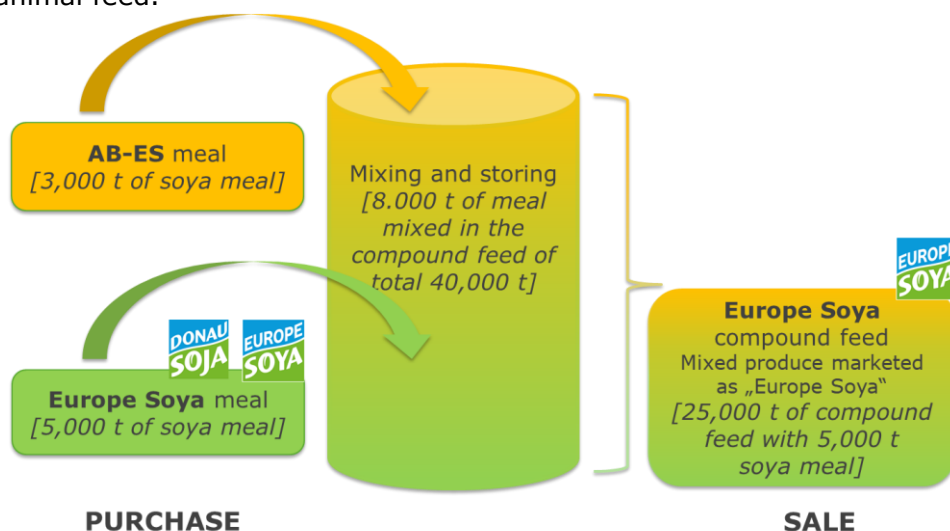 animal feed.
AB-ES meal
[3,000 t of soya meal]
Mixing and storing
[8.000 t of meal
mixed in the
compound feed of
total 40,000 t]
DONAU
SOJA
EUROPE
SOYA
Europe Soya meal
[5,000 t of soya meal]
EUROPE
SOYA
Europe Soya
compound feed
Mixed produce marketed
as „Europe Soya“
[25,000 t of compound
feed with 5,000 t
soya meal]
PURCHASE
SALE